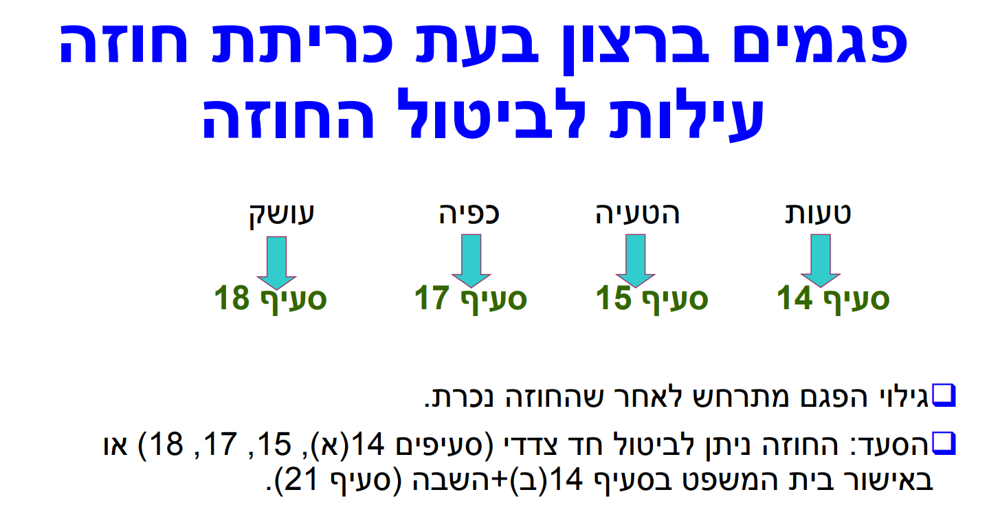 פגמים ברצון בעת כריתת חוזה
עילות לביטול החוזה
טעות הטעיה כפיה עושק
סעיף 14 סעיף 15 סעיף 17 סעיף 18
גילוי הפגם מתרחש לאחר שהחוזה נכרת.
הסעד: החוזה ניתן לביטול חד צדדי (סעיפים 14(א), 15, 17, 18) או
באישור בית המשפט בסעיף 14(ב)+השבה (סעיף 21).